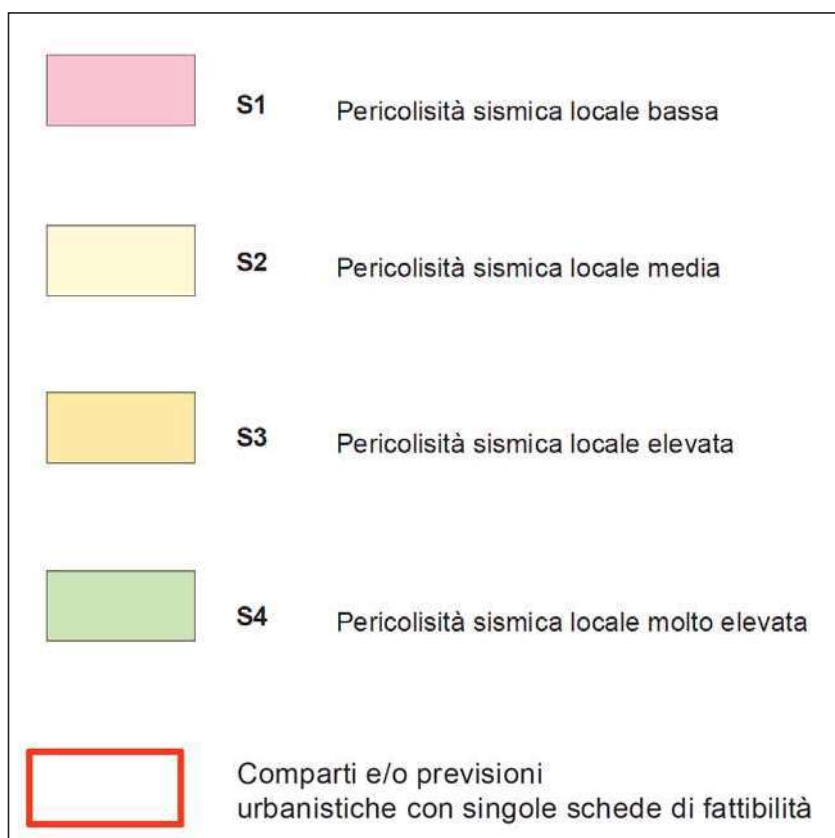 S1 Pericolisità sismica locale bassa
S2 Pericolisità sismica locale media
S3 Pericolisità sismica locale elevata
S4 Pericolisità sismica locale molto elevata
Comparti e/o previsioni
urbanistiche con singole schede di fattibilità